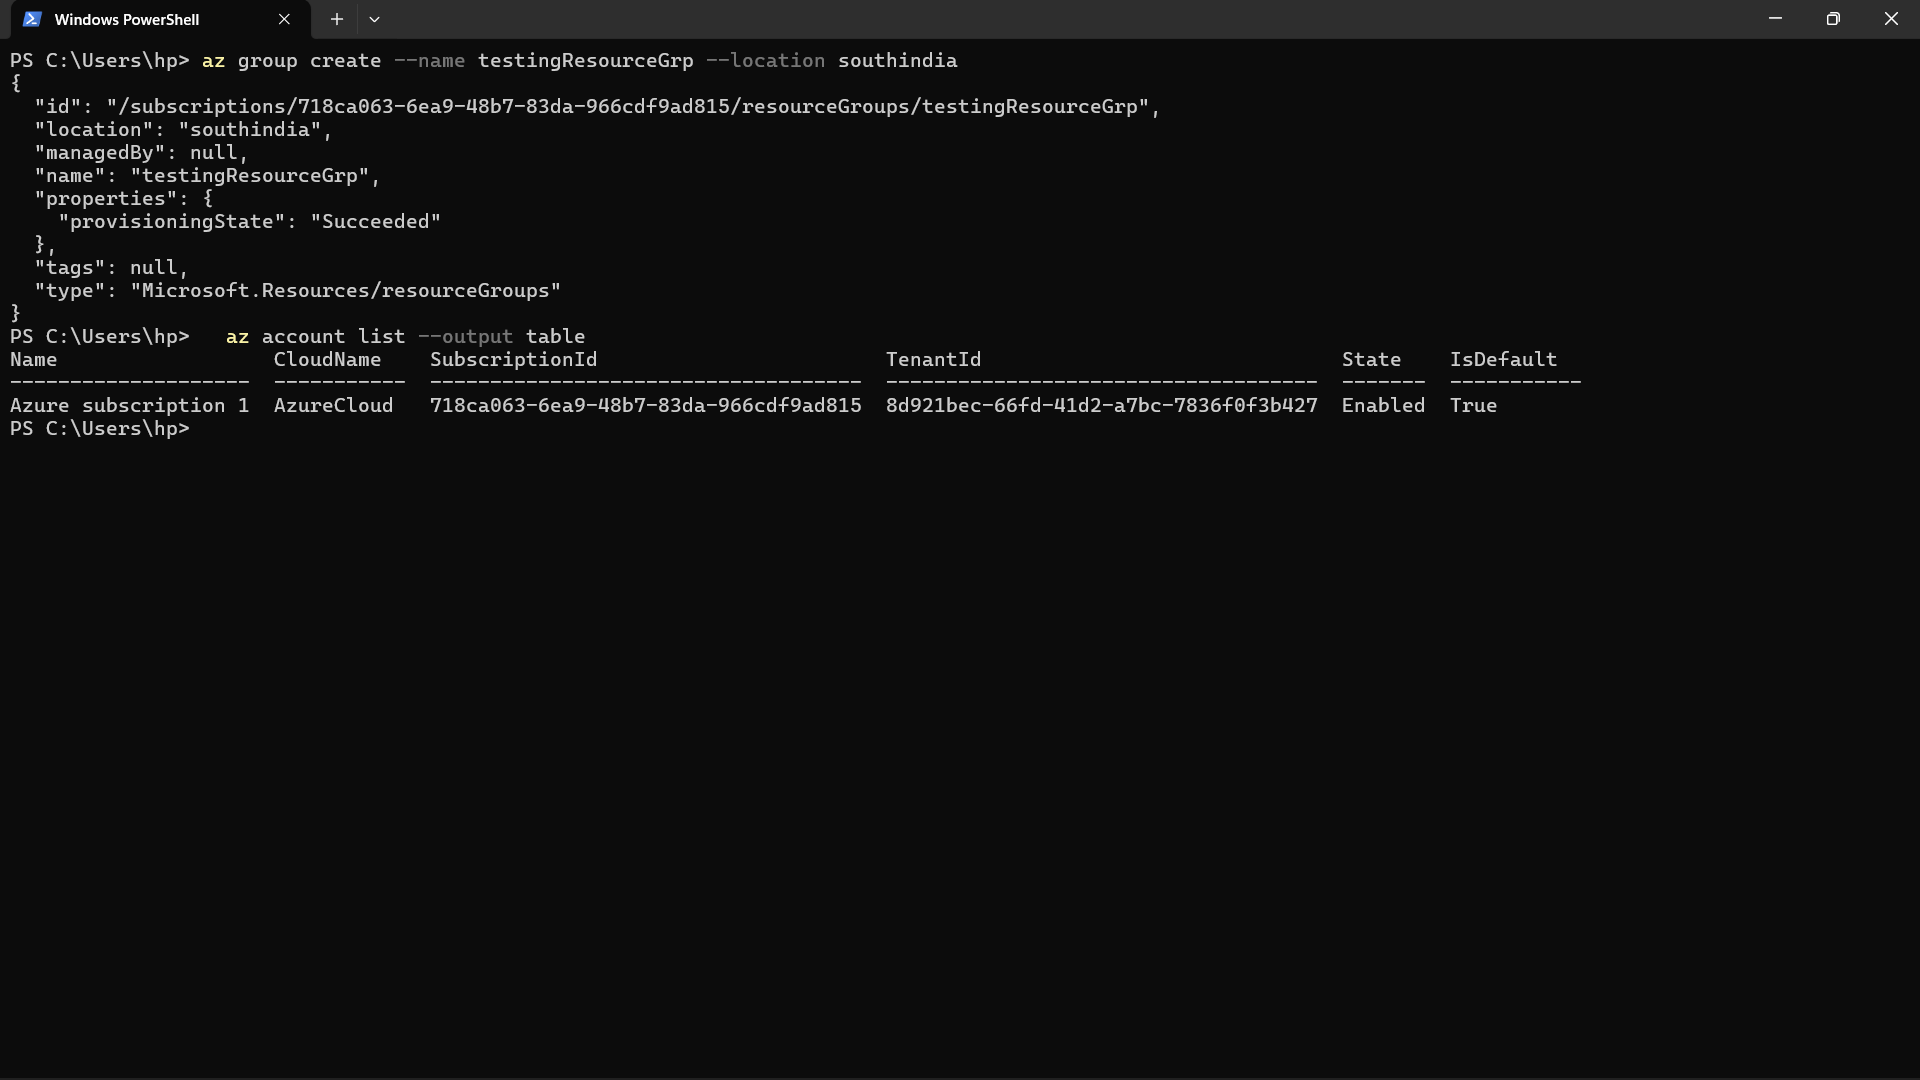 Windows PowerShell
PS C:\Users\hp> az group create --name testingResourceGrp --location southindia
{
  "id": "/subscriptions/718ca063-6ea9-48b7-83da-966cdf9ad815/resourceGroups/testingResourceGrp",
  "location": "southindia",
  "managedBy": null,
  "name": "testingResourceGrp",
  "properties": {
    "provisioningState": "Succeeded"
  },
  "tags": null,
  "type": "Microsoft.Resources/resourceGroups"
}
PS C:\Users\hp>   az account list --output table
Name                  CloudName    SubscriptionId                        TenantId                              State    IsDefault
--------------------  -----------  ------------------------------------  ------------------------------------  -------  -----------
Azure subscription 1  AzureCloud   718ca063-6ea9-48b7-83da-966cdf9ad815  8d921bec-66fd-41d2-a7bc-7836f0f3b427  Enabled  True
PS C:\Users\hp>